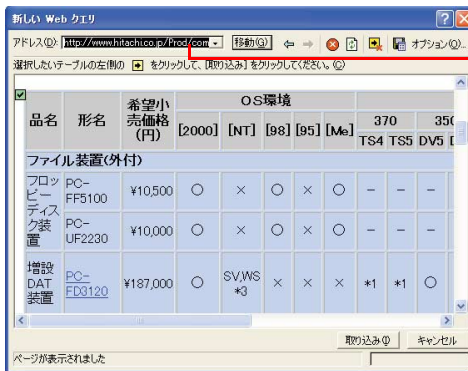 新しい Web クエリ
アドレス(D): http://www.hitachi.co.jp/Prod/com 移動(G) オプション(O)...
選択したいテーブルの左側の をクリックして、[取り込み] をクリックしてください。(C)
品名 形名 希望小売価格(円) OS環境
[2000] [NT] [98] [95] [Me] 370 350
TS4 TS5 DV5
ファイル装置(外付)
フロッピーディスク装置 PC-FF5100 ¥10,500 ○ × ○ × ○ − − −
PC-UF2230 ¥10,000 ○ × ○ × ○ − − −
増設DAT装置 PC-FD3120 ¥187,000 ○ SV,WS *3 × × × *1 *1 ○
取り込み(I) キャンセル
ページが表示されました